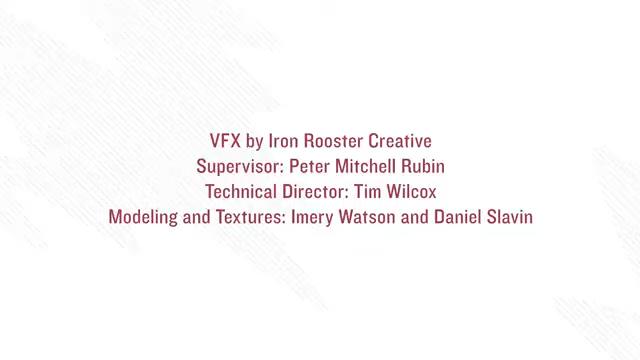 VFX by Iron Rooster Creative
Supervisor: Peter Mitchell Rubin
Technical Director: Tim Wilcox
Modeling and Textures: Imery Watson and Daniel Slavin